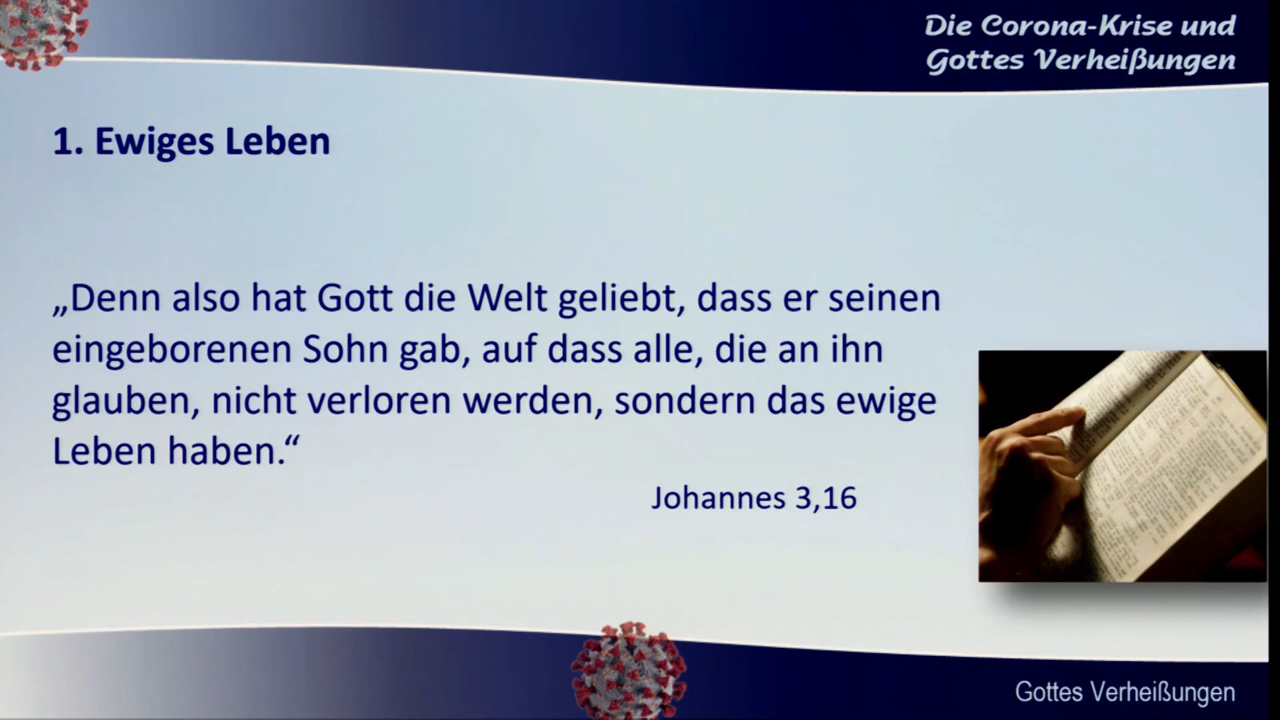 Die Corona-Krise und
Gottes Verheißungen
1. Ewiges Leben
„Denn also hat Gott die Welt geliebt, dass er seinen
eingeborenen Sohn gab, auf dass alle, die an ihn
glauben, nicht verloren werden, sondern das ewige
Leben haben.“
Johannes 3,16
Gottes Verheißungen